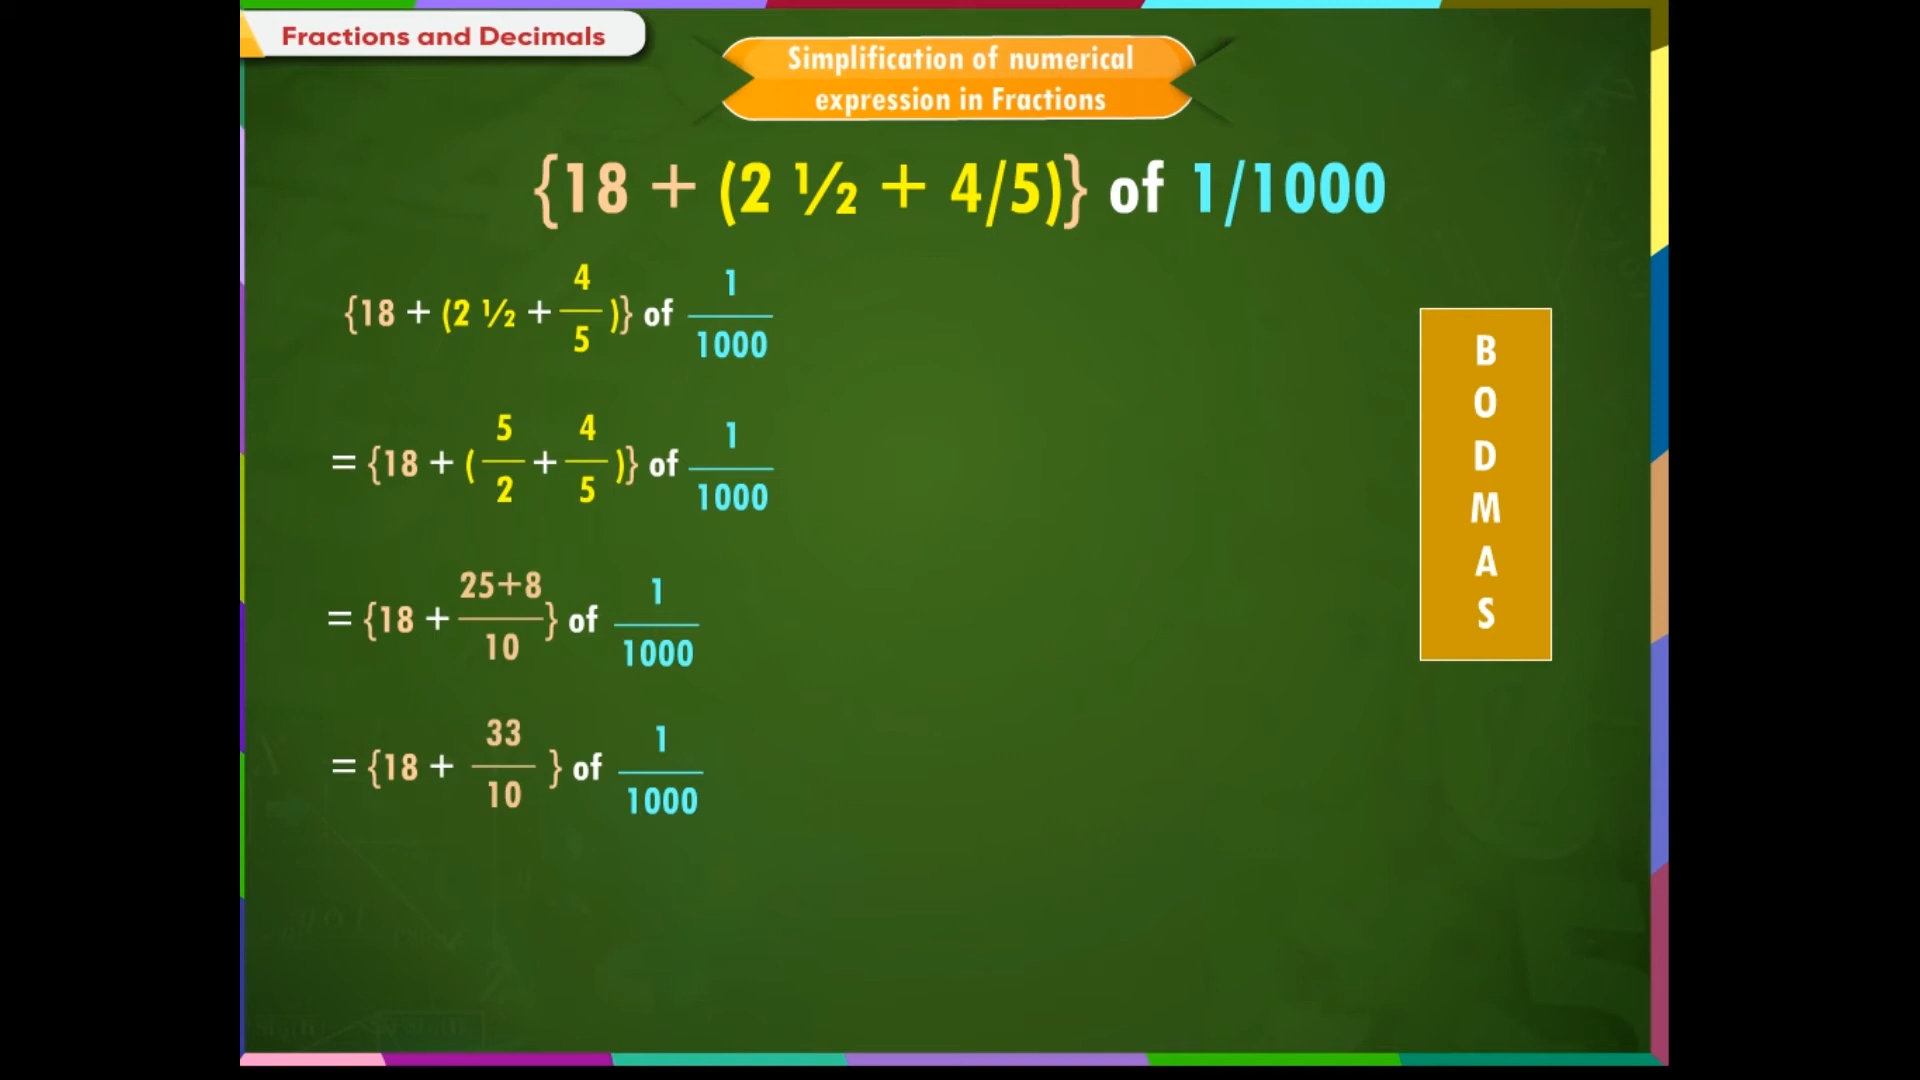 Fractions and Decimals
Simplification of numerical
expression in Fractions
{18 + (2 ½ + 4/5)} of 1/1000
{18 + (2 ½ + 4/5)} of 1/1000
= {18 + (5/2 + 4/5)} of 1/1000
= {18 + 25+8/10} of 1/1000
= {18 + 33/10} of 1/1000
B
O
D
M
A
S